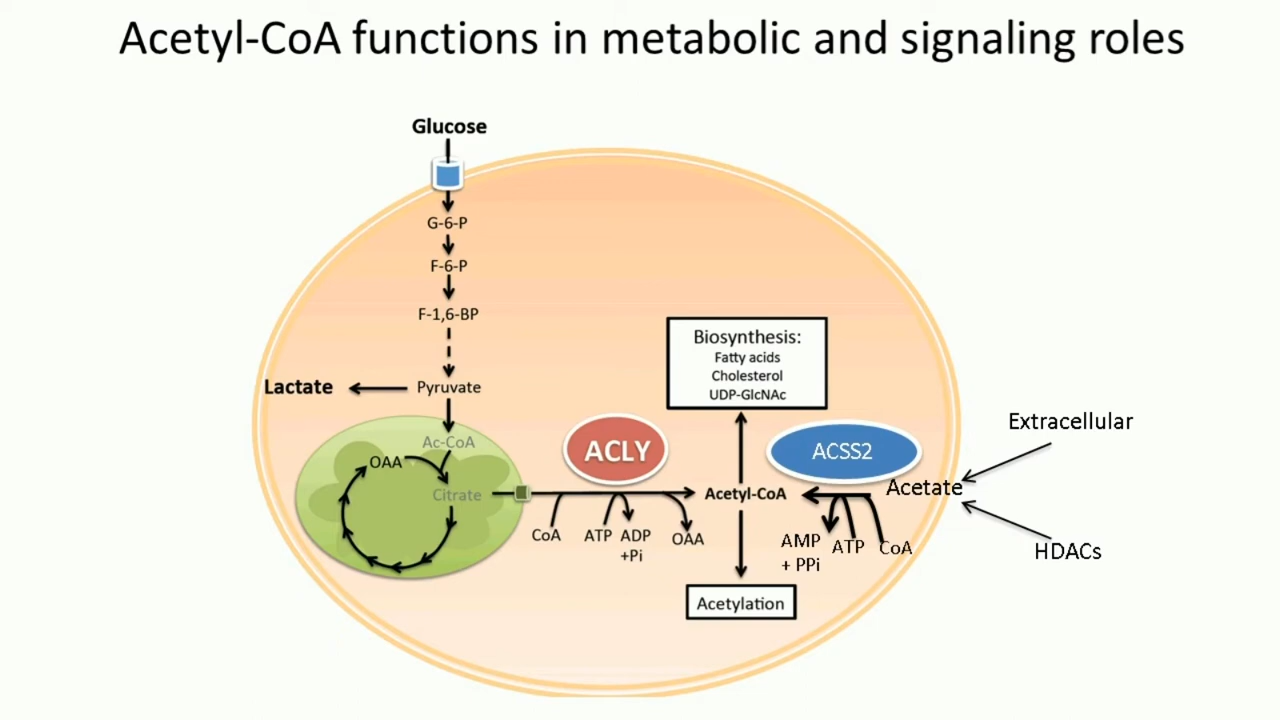 Acetyl-CoA functions in metabolic and signaling roles
Glucose
G-6-P
F-6-P
F-1,6-BP
Lactate
Pyruvate
Ac-CoA
OAA
Citrate
ACLY
CoA
ATP
ADP
+Pi
OAA
Biosynthesis:
Fatty acids
Cholesterol
UDP-GlcNAc
Acetyl-CoA
Acetylation
ACSS2
Acetate
AMP
+ PPi
ATP
CoA
Extracellular
HDACs